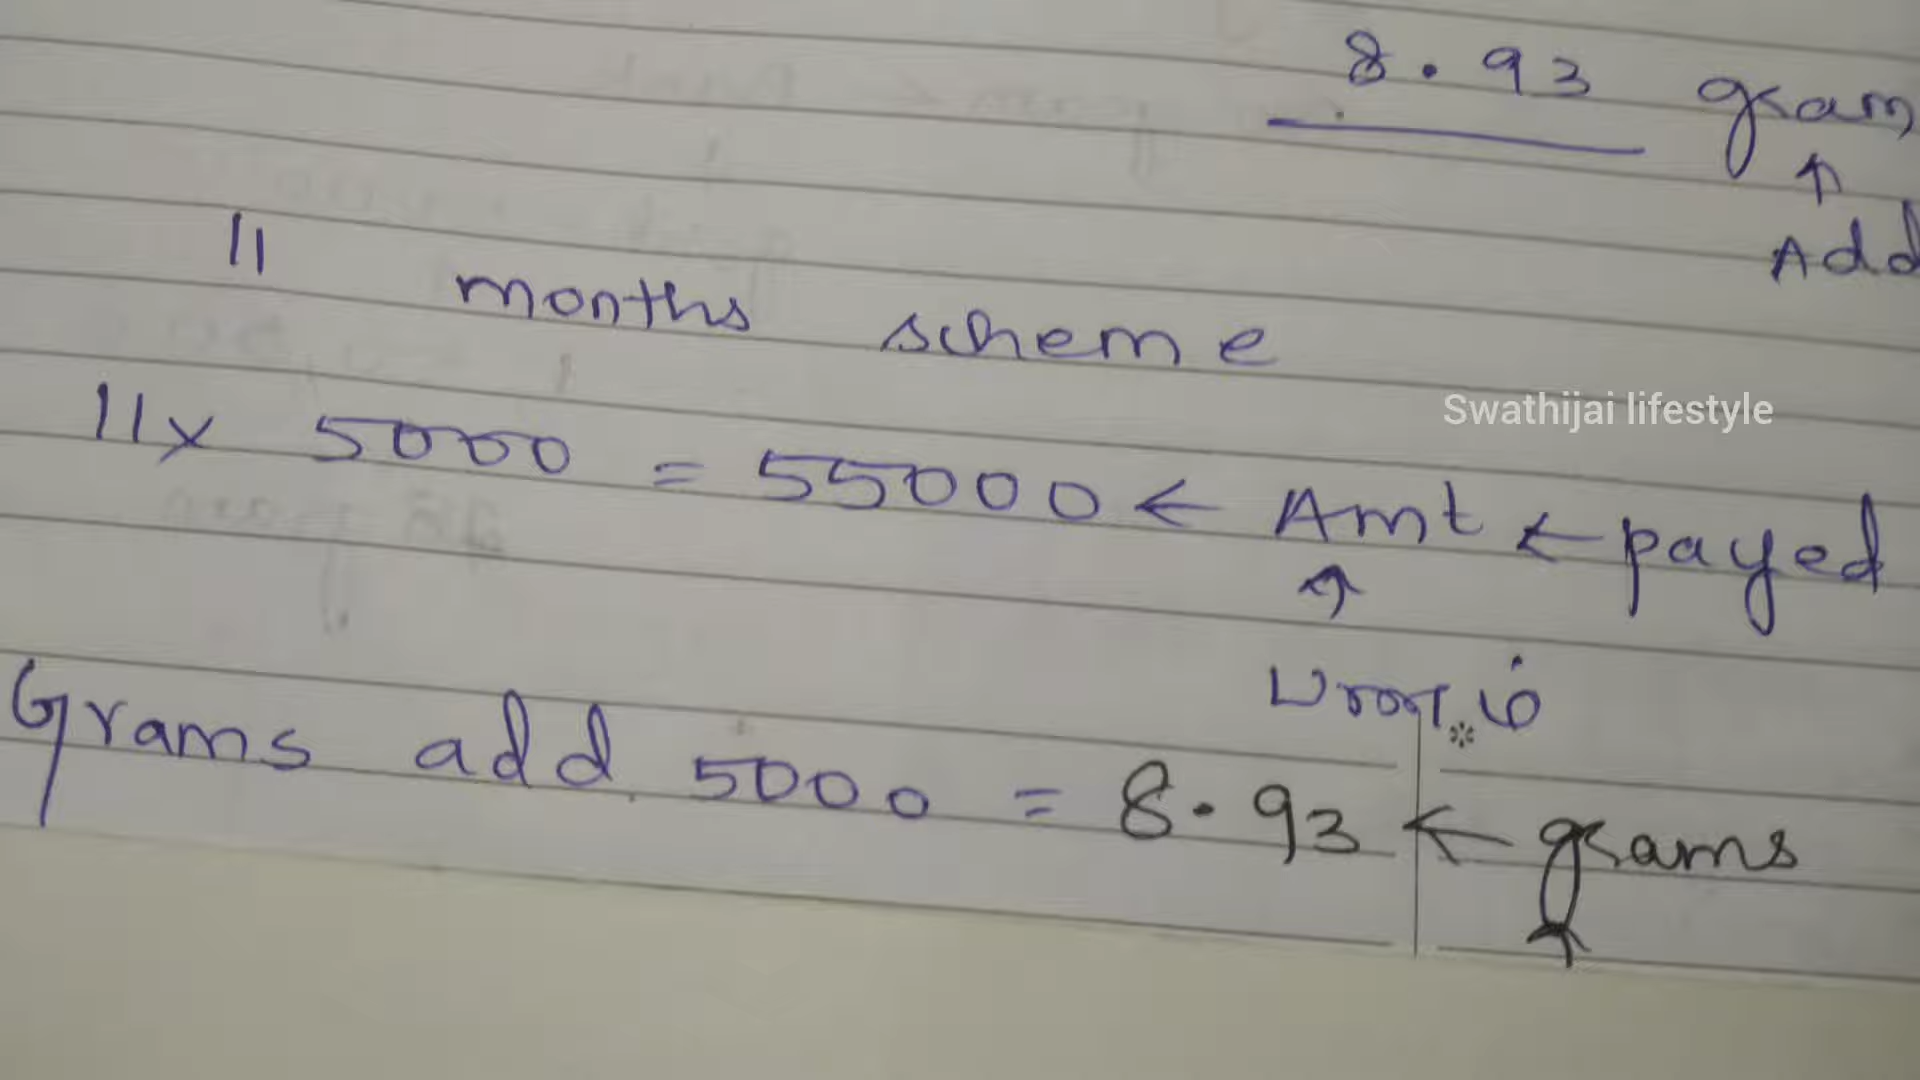 8.93 gram
↑
Add
11 months scheme
Swathijai lifestyle
11x 5000 = 55000 ← Amt ← payed
↑
பணம்
Grams add 5000 = 8.93 ← grams